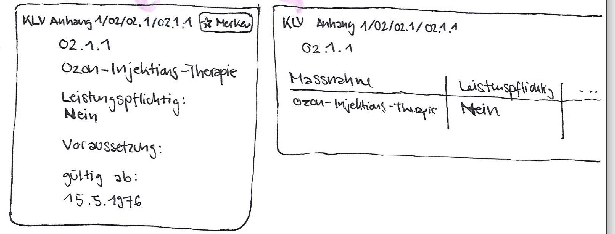 KLV Anhang 1/02/02.1/02.1.1 ☆ Merken
02.1.1
Ozon-Injektions-Therapie
Leistungspflichtig:
Nein
Voraussetzung:
gültig ab:
15.5.1976
KLV Anhang 1/02/02.1/02.1.1
02.1.1
Massnahme Leistungspflichtig ...
Ozon-Injektions-Therapie Nein